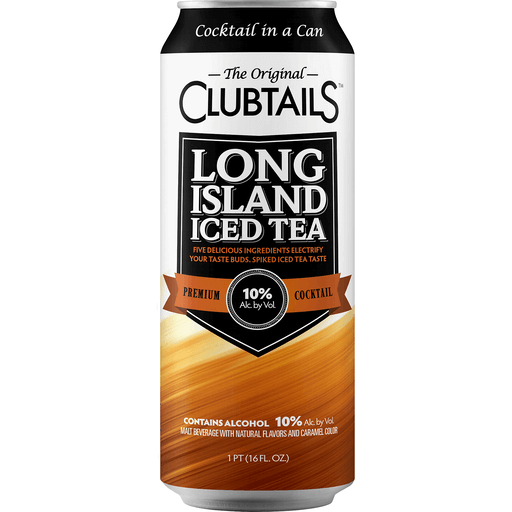 Cocktail in a Can
— The Original —
CLUBTAILS™
LONG
ISLAND
ICED TEA
FIVE DELICIOUS INGREDIENTS ELECTRIFY
YOUR TASTE BUDS. SPIKED ICED TEA TASTE
PREMIUM 10% COCKTAIL
Alc. by Vol.
CONTAINS ALCOHOL 10% Alc. by Vol.
MALT BEVERAGE WITH NATURAL FLAVORS AND CARAMEL COLOR
1 PT (16 FL. OZ.)